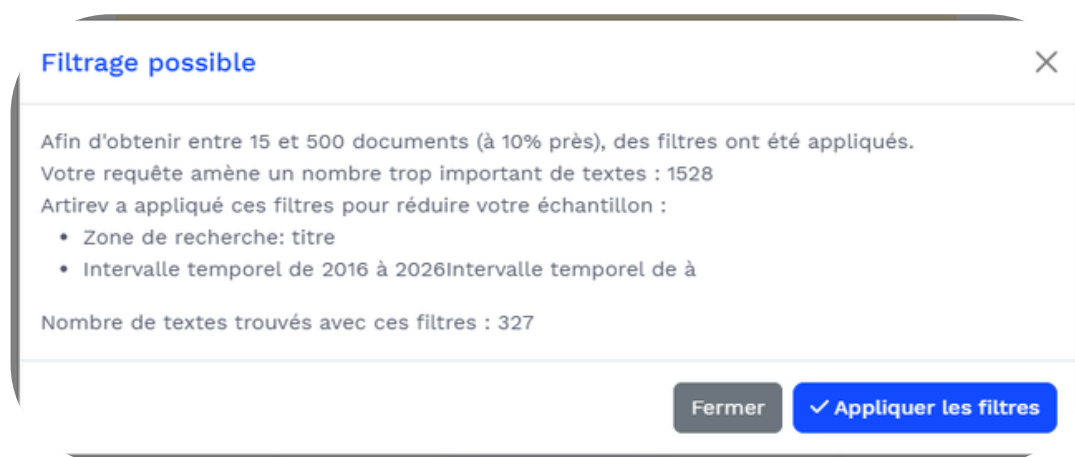 Filtrage possible
Afin d'obtenir entre 15 et 500 documents (à 10% près), des filtres ont été appliqués.
Votre requête amène un nombre trop important de textes : 1528
Artirev a appliqué ces filtres pour réduire votre échantillon :
• Zone de recherche: titre
• Intervalle temporel de 2016 à 2026Intervalle temporel de à
Nombre de textes trouvés avec ces filtres : 327
Fermer
✓ Appliquer les filtres